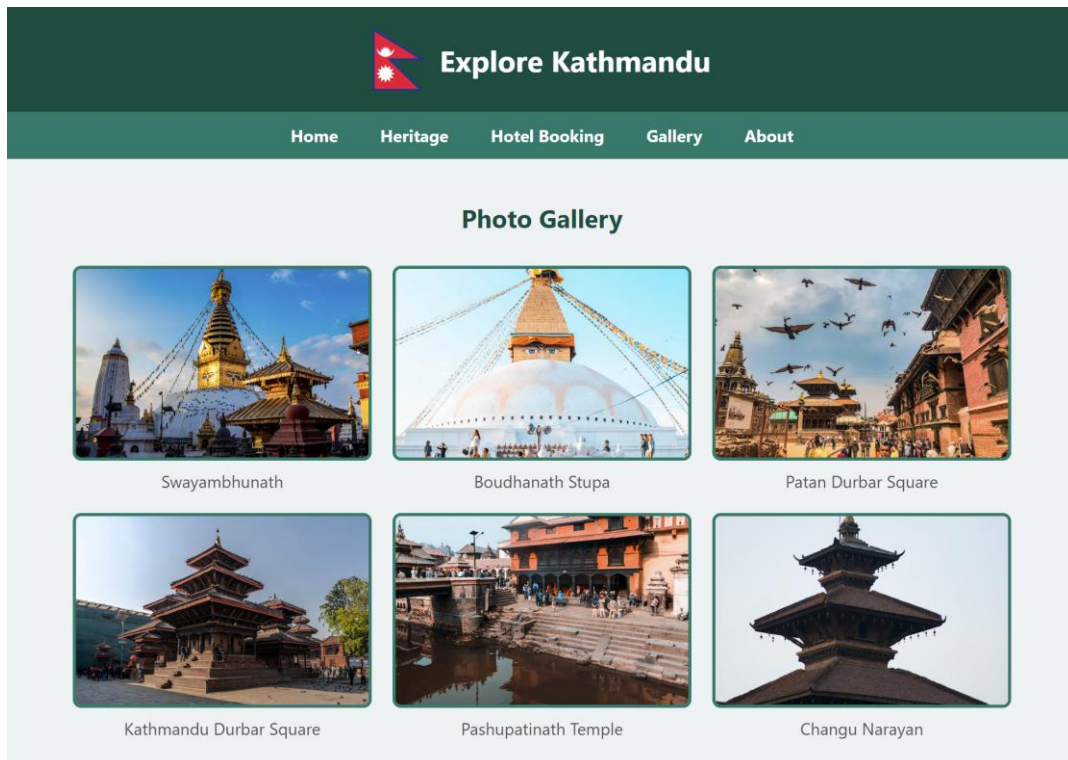 Explore Kathmandu
Home Heritage Hotel Booking Gallery About
Photo Gallery
Swayambhunath Boudhanath Stupa Patan Durbar Square
Kathmandu Durbar Square Pashupatinath Temple Changu Narayan